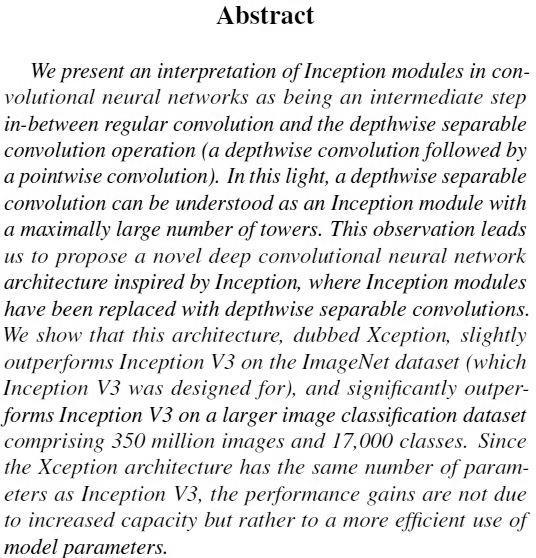 Abstract
We present an interpretation of Inception modules in con-
volutional neural networks as being an intermediate step
in-between regular convolution and the depthwise separable
convolution operation (a depthwise convolution followed by
a pointwise convolution). In this light, a depthwise separable
convolution can be understood as an Inception module with
a maximally large number of towers. This observation leads
us to propose a novel deep convolutional neural network
architecture inspired by Inception, where Inception modules
have been replaced with depthwise separable convolutions.
We show that this architecture, dubbed Xception, slightly
outperforms Inception V3 on the ImageNet dataset (which
Inception V3 was designed for), and significantly outper-
forms Inception V3 on a larger image classification dataset
comprising 350 million images and 17,000 classes. Since
the Xception architecture has the same number of param-
eters as Inception V3, the performance gains are not due
to increased capacity but rather to a more efficient use of
model parameters.